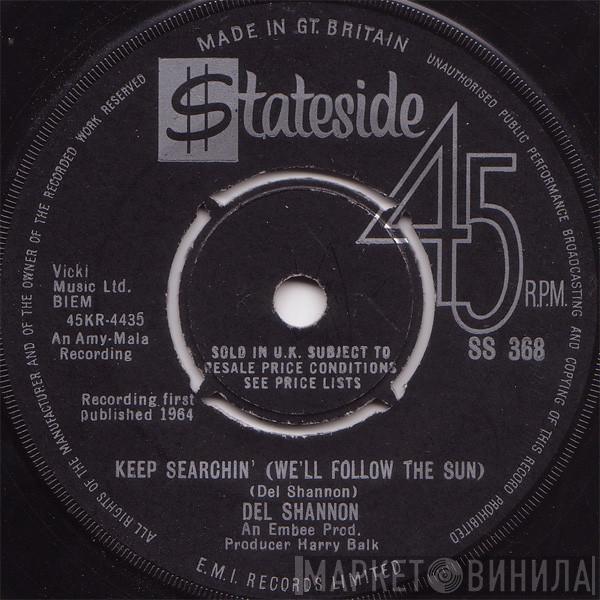 MADE IN GT. BRITAIN
UNAUTHORISED PUBLIC PERFORMANCE BROADCASTING AND COPYING OF THIS RECORD PROHIBITED
ALL RIGHTS OF THE MANUFACTURER AND OF THE OWNER OF THE RECORDED WORK RESERVED
$tateside
45
R.P.M.
SS 368
Vicki
Music Ltd.
BIEM
45KR-4435
An Amy-Mala
Recording
Recording first
published 1964
SOLD IN U.K. SUBJECT TO
RESALE PRICE CONDITIONS
SEE PRICE LISTS
KEEP SEARCHIN' (WE'LL FOLLOW THE SUN)
(Del Shannon)
DEL SHANNON
An Embee Prod.
Producer Harry Balk
E.M.I. RECORDS LIMITED
МАРКЕТ ВИНИЛА